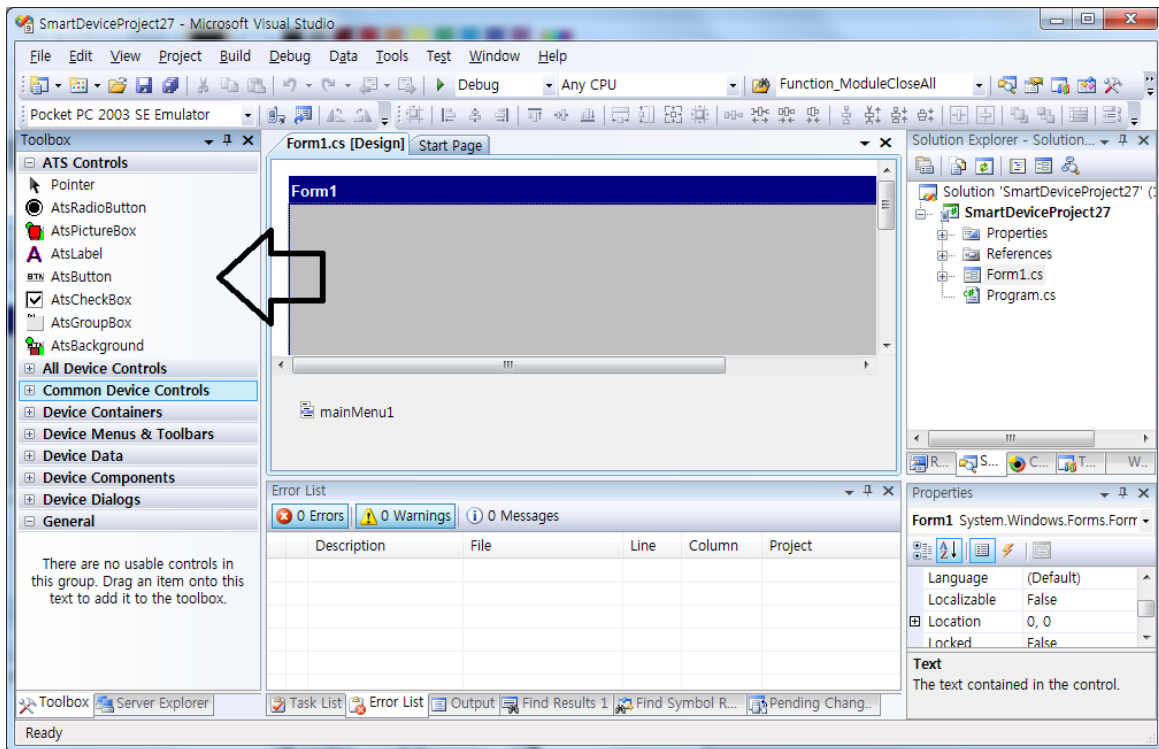 SmartDeviceProject27 - Microsoft Visual Studio
File Edit View Project Build Debug Data Tools Test Window Help
Debug Any CPU Function_ModuleCloseAll
Pocket PC 2003 SE Emulator
Toolbox
ATS Controls
Pointer
AtsRadioButton
AtsPictureBox
A AtsLabel
BTN AtsButton
AtsCheckBox
AtsGroupBox
AtsBackground
All Device Controls
Common Device Controls
Device Containers
Device Menus & Toolbars
Device Data
Device Components
Device Dialogs
General
There are no usable controls in
this group. Drag an item onto this
text to add it to the toolbox.
Toolbox Server Explorer
Form1.cs [Design] Start Page
Form1
mainMenu1
Error List
0 Errors 0 Warnings 0 Messages
Description File Line Column Project
Task List Error List Output Find Results 1 Find Symbol R... Pending Chang..
Solution Explorer - Solution...
Solution 'SmartDeviceProject27' (
SmartDeviceProject27
Properties
References
Form1.cs
Program.cs
R... S... C... T... W..
Properties
Form1 System.Windows.Forms.Form
Language (Default)
Localizable False
Location 0, 0
Locked False
Text
The text contained in the control.
Ready